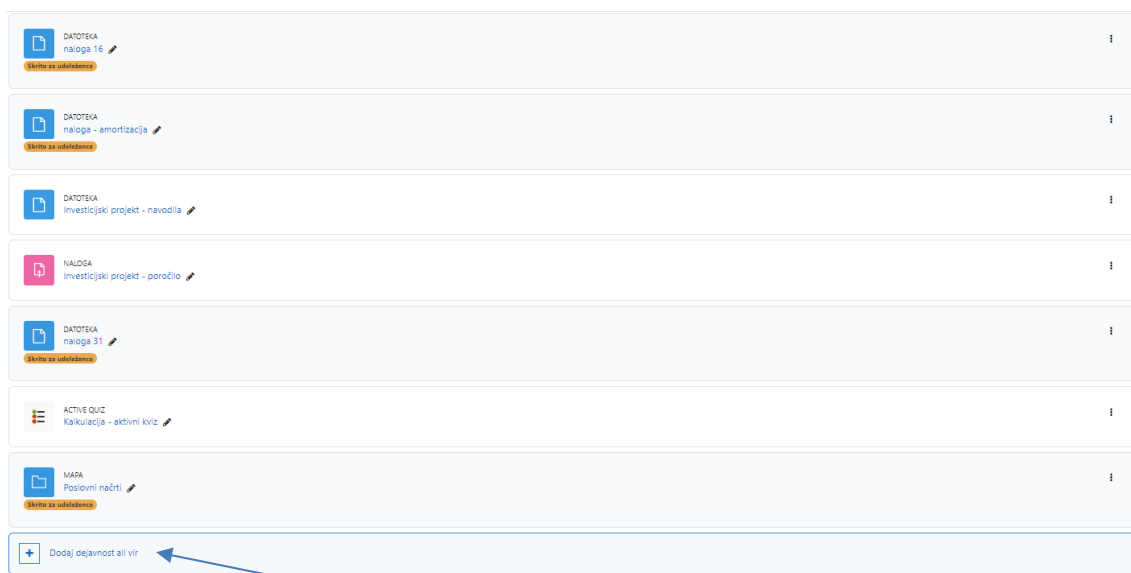 DATOTEKA
naloga 16
Skrito za udeležence
DATOTEKA
naloga - amortizacija
Skrito za udeležence
DATOTEKA
Investicijski projekt - navodila
NALOGA
Investicijski projekt - poročilo
DATOTEKA
naloga 31
Skrito za udeležence
ACTIVE QUIZ
Kalkulacija - aktivni kviz
MAPA
Poslovni načrti
Skrito za udeležence
Dodaj dejavnost ali vir